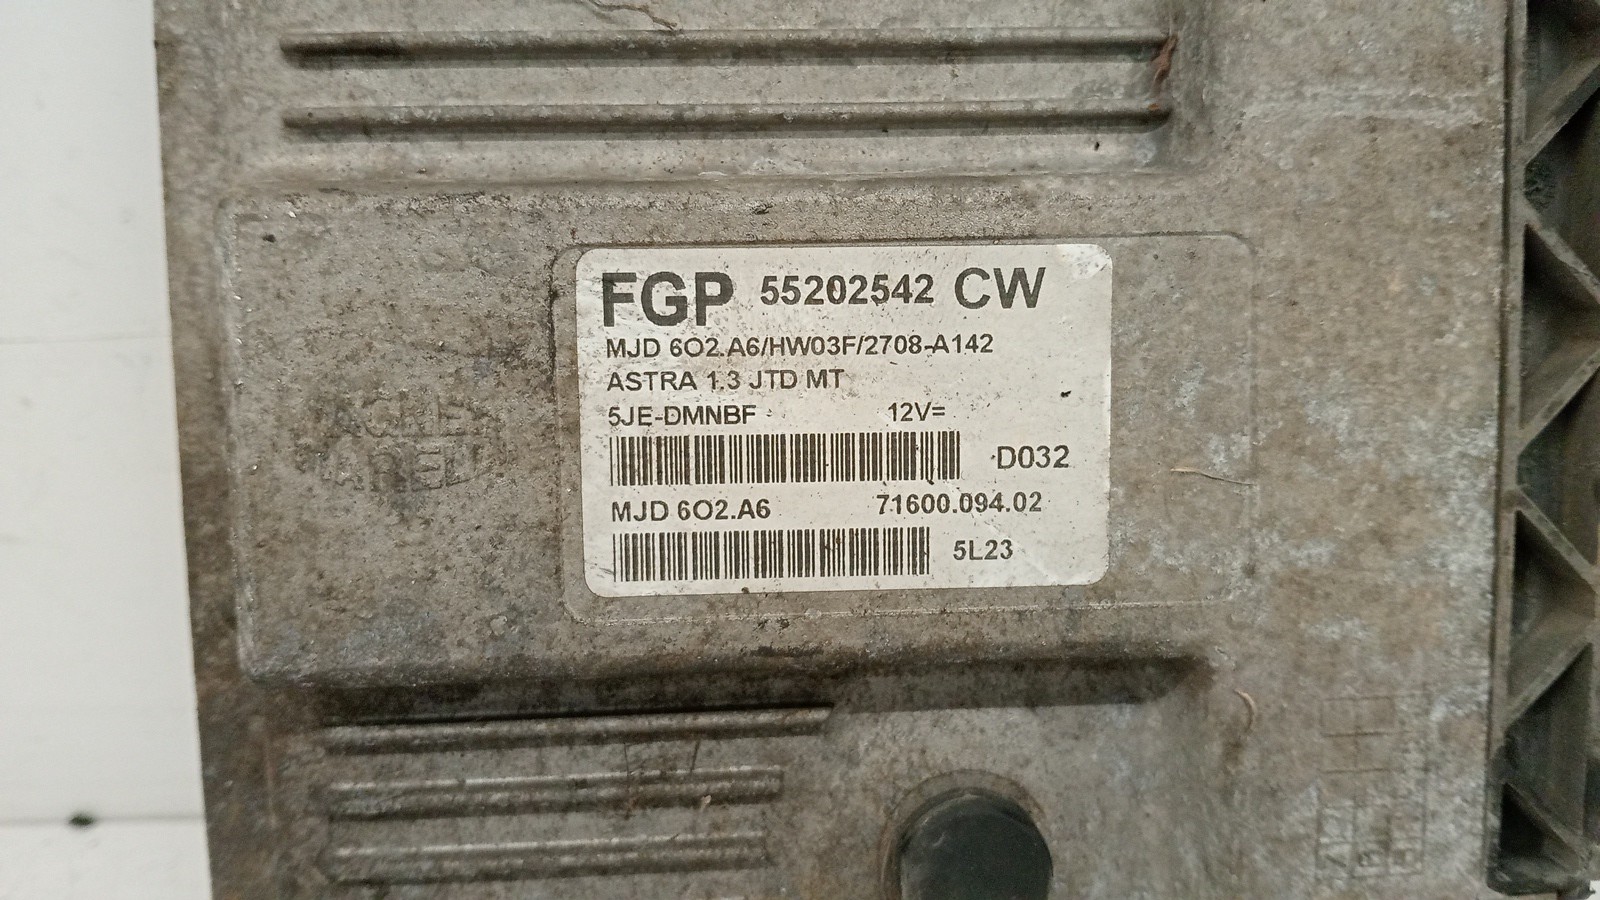 FGP 55202542 CW
MJD 6O2.A6/HW03F/2708-A142
ASTRA 1.3 JTD MT
5JE-DMNBF 12V=
D032
MJD 6O2.A6 71600.094.02
5L23